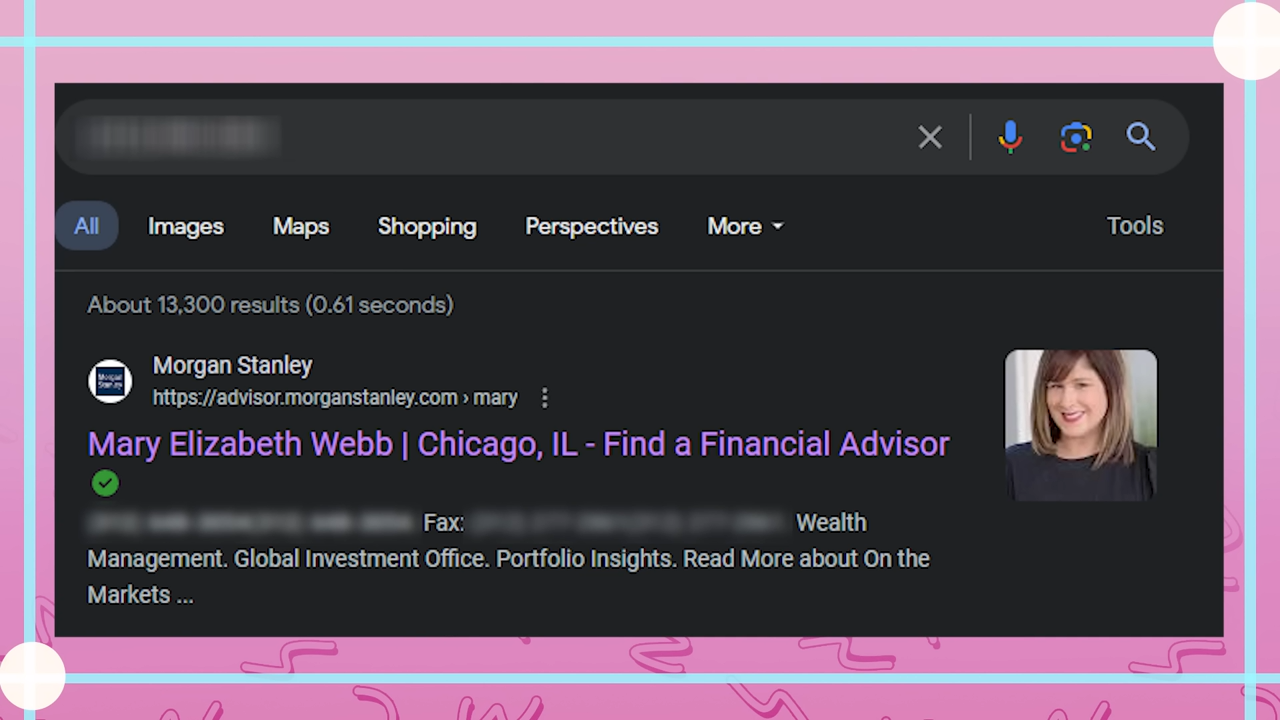 All Images Maps Shopping Perspectives More Tools
About 13,300 results (0.61 seconds)
Morgan Stanley
Morgan Stanley
https://advisor.morganstanley.com › mary
Mary Elizabeth Webb | Chicago, IL - Find a Financial Advisor
Fax: Wealth
Management. Global Investment Office. Portfolio Insights. Read More about On the
Markets ...